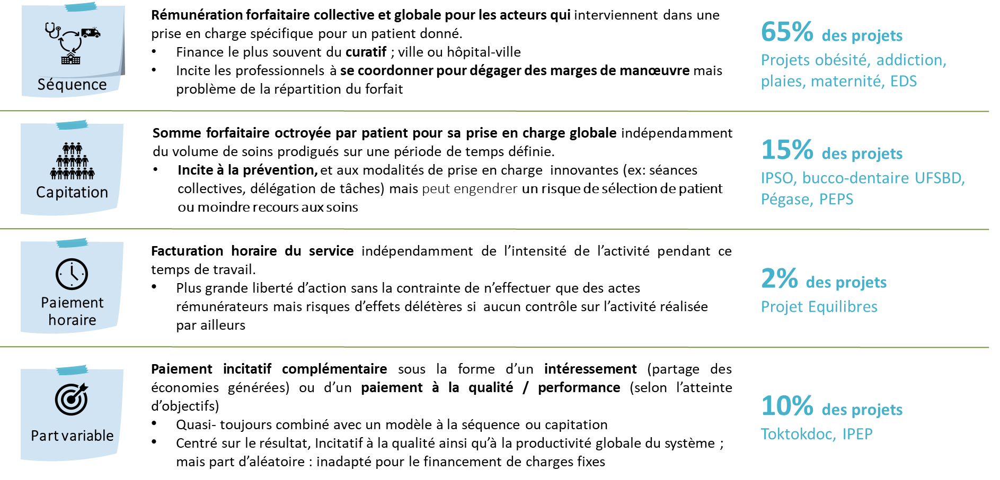 Séquence
Rémunération forfaitaire collective et globale pour les acteurs qui interviennent dans une
prise en charge spécifique pour un patient donné.
• Finance le plus souvent du curatif ; ville ou hôpital-ville
• Incite les professionnels à se coordonner pour dégager des marges de manœuvre mais
problème de la répartition du forfait
65% des projets
Projets obésité, addiction,
plaies, maternité, EDS
Capitation
Somme forfaitaire octroyée par patient pour sa prise en charge globale indépendamment
du volume de soins prodigués sur une période de temps définie.
• Incite à la prévention, et aux modalités de prise en charge innovantes (ex: séances
collectives, délégation de tâches) mais peut engendrer un risque de sélection de patient
ou moindre recours aux soins
15% des projets
IPSO, bucco-dentaire UFSBD,
Pégase, PEPS
Paiement
horaire
Facturation horaire du service indépendamment de l’intensité de l’activité pendant ce
temps de travail.
• Plus grande liberté d’action sans la contrainte de n’effectuer que des actes
rémunérateurs mais risques d’effets délétères si aucun contrôle sur l’activité réalisée
par ailleurs
2% des projets
Projet Equilibres
Part variable
Paiement incitatif complémentaire sous la forme d’un intéressement (partage des
économies générées) ou d’un paiement à la qualité / performance (selon l’atteinte
d’objectifs)
• Quasi- toujours combiné avec un modèle à la séquence ou capitation
• Centré sur le résultat, Incitatif à la qualité ainsi qu’à la productivité globale du système ;
mais part d’aléatoire : inadapté pour le financement de charges fixes
10% des projets
Toktokdoc, IPEP